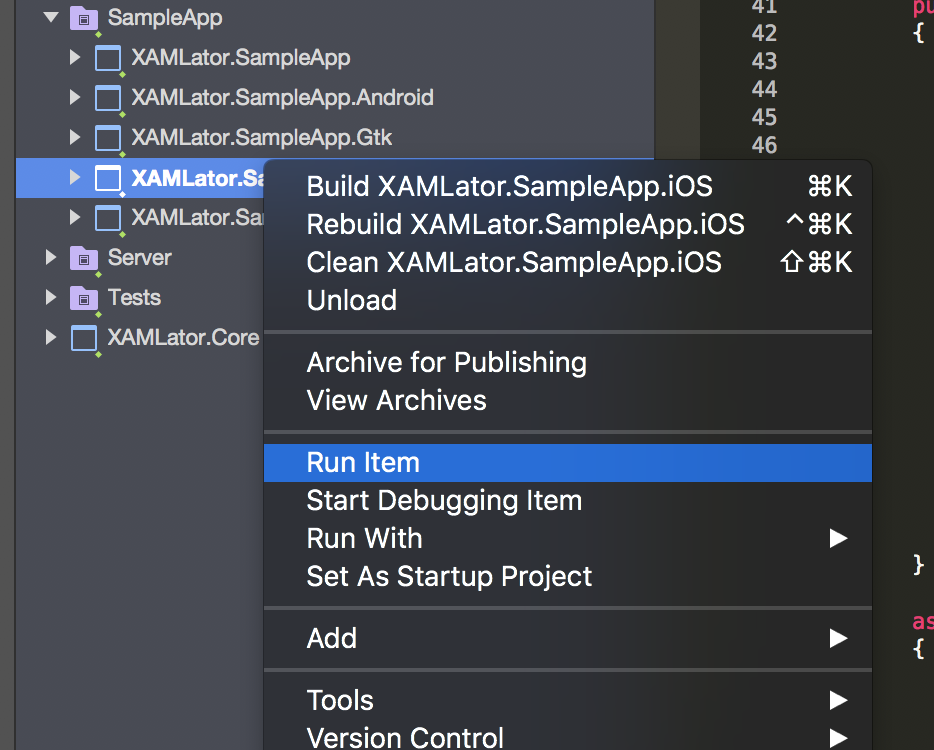 SampleApp
XAMLator.SampleApp
XAMLator.SampleApp.Android
XAMLator.SampleApp.Gtk
XAMLator.Sa
XAMLator.Sa
Server
Tests
XAMLator.Core
Build XAMLator.SampleApp.iOS ⌘K
Rebuild XAMLator.SampleApp.iOS ^⌘K
Clean XAMLator.SampleApp.iOS ⇧⌘K
Unload
Archive for Publishing
View Archives
Run Item
Start Debugging Item
Run With
Set As Startup Project
Add
Tools
Version Control
41 pu
42 {
43
44
45
46
}
as
{